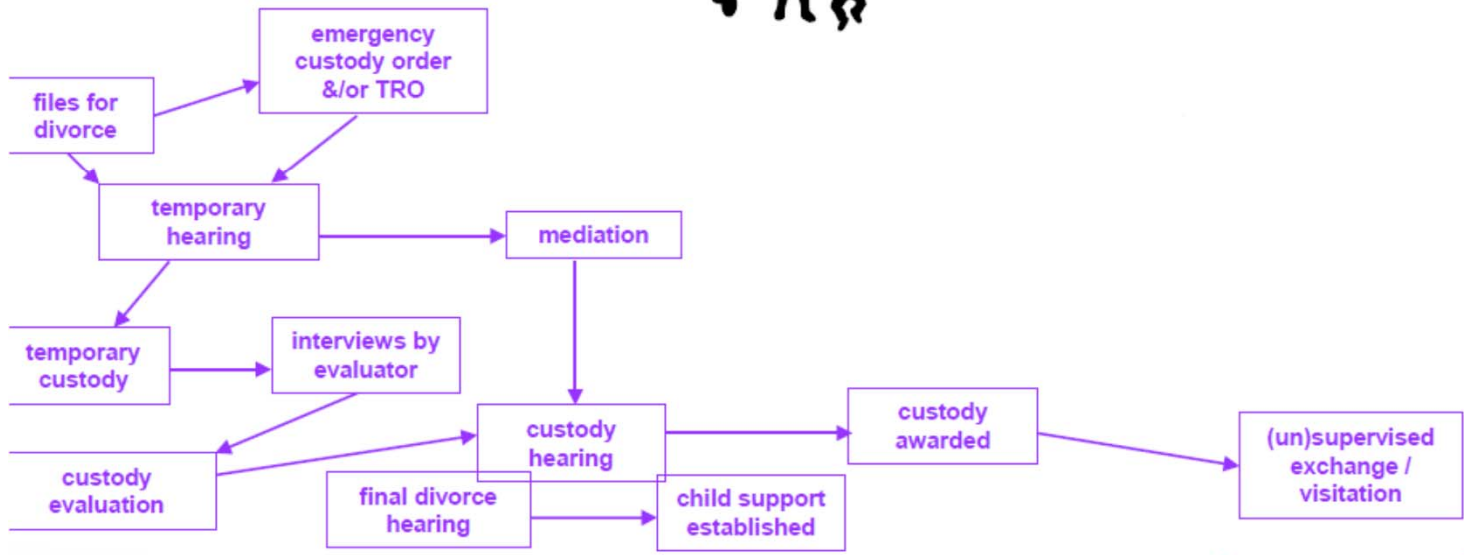 emergency
custody order
&/or TRO
files for
divorce
temporary
hearing
mediation
temporary
custody
interviews by
evaluator
custody
hearing
custody
awarded
(un)supervised
exchange /
visitation
custody
evaluation
final divorce
hearing
child support
established